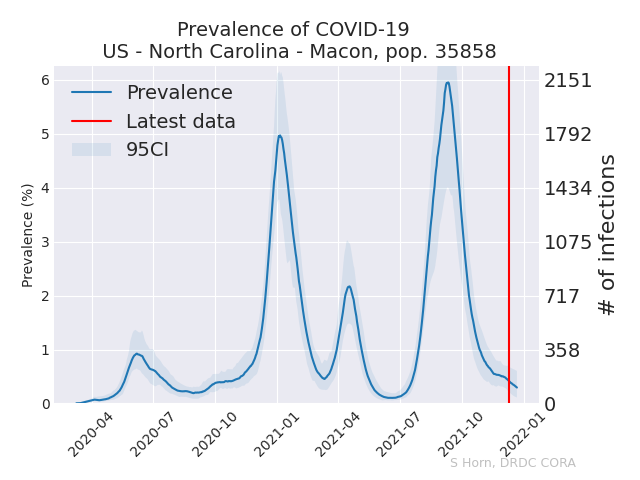 Prevalence of COVID-19
US - North Carolina - Macon, pop. 35858
Prevalence
Latest data
95CI
Prevalence (%)
6
5
4
3
2
1
0
2151
1792
1434
1075
717
358
0
# of infections
2020-04
2020-07
2020-10
2021-01
2021-04
2021-07
2021-10
2022-01
S Horn, DRDC CORA